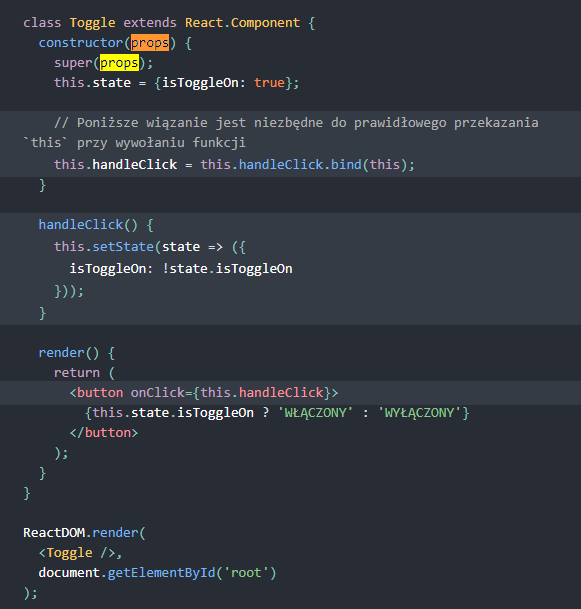 class Toggle extends React.Component {
constructor(props) {
super(props);
this.state = {isToggleOn: true};
// Poniższe wiązanie jest niezbędne do prawidłowego przekazania
`this` przy wywołaniu funkcji
this.handleClick = this.handleClick.bind(this);
}
handleClick() {
this.setState(state => ({
isToggleOn: !state.isToggleOn
}));
}
render() {
return (
<button onClick={this.handleClick}>
{this.state.isToggleOn ? 'WŁĄCZONY' : 'WYŁĄCZONY'}
</button>
);
}
}
ReactDOM.render(
<Toggle />,
document.getElementById('root')
);